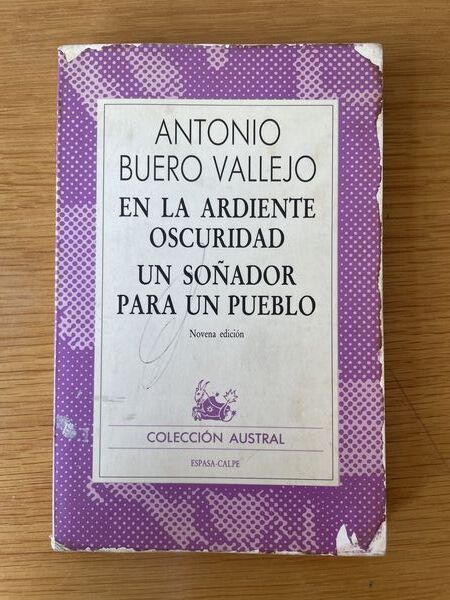 ANTONIO
BUERO VALLEJO
EN LA ARDIENTE
OSCURIDAD
UN SOÑADOR
PARA UN PUEBLO
Novena edición
COLECCIÓN AUSTRAL
ESPASA-CALPE